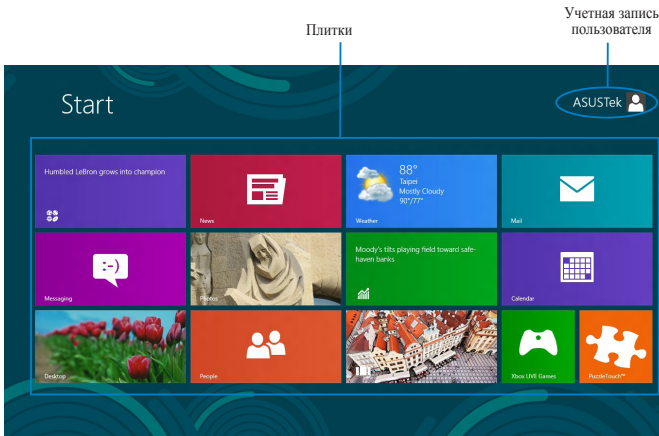 Учетная запись
пользователя
Плитки
Start
ASUSTek
Humbled LeBron grows into champion
News
88°
Taipei
Mostly Cloudy
90°/77°
Weather
Mail
Messaging
Photos
Moody's tilts playing field toward safe-
haven banks
Calendar
Desktop
People
Xbox LIVE Games
PuzzleTouch™